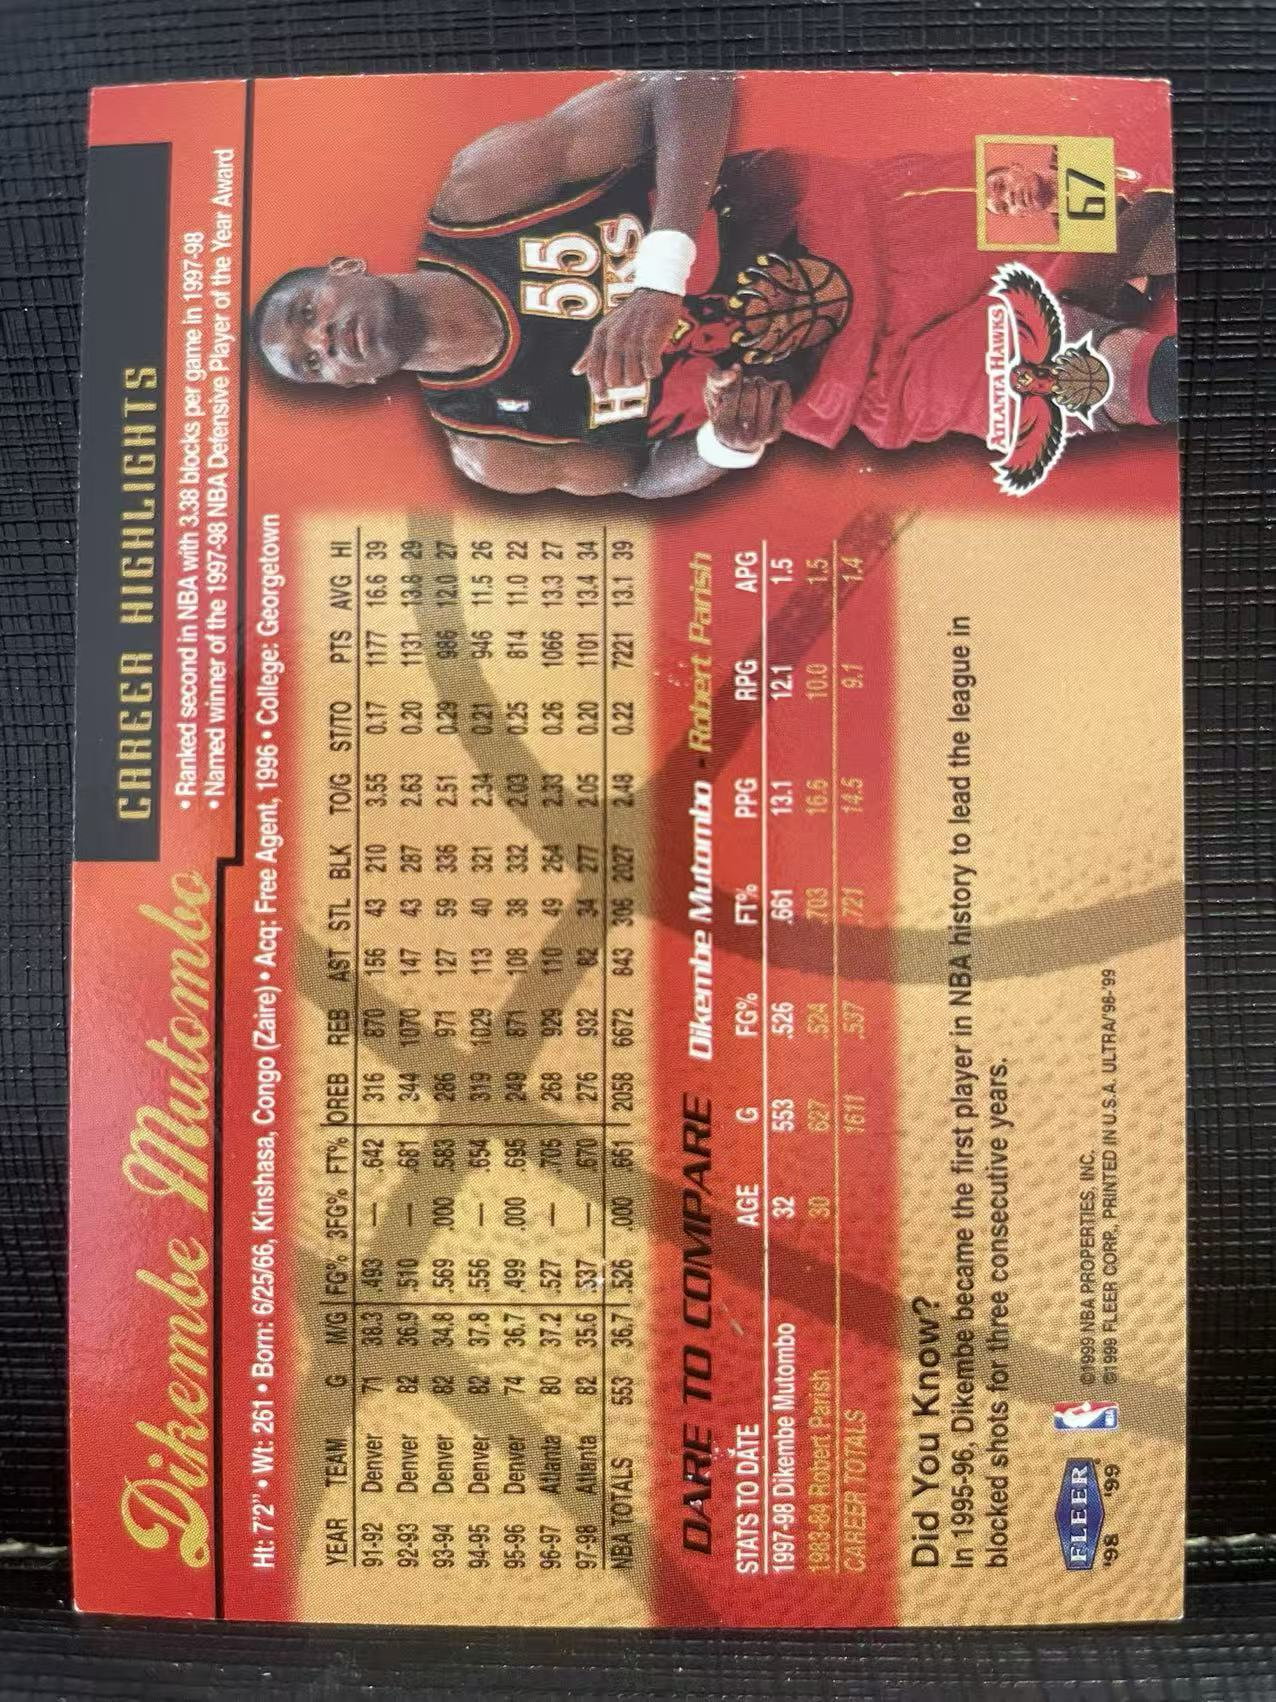 Dikembe Mutombo
CAREER HIGHLIGHTS
• Ranked second in NBA with 3.38 blocks per game in 1997-98
• Named winner of the 1997-98 NBA Defensive Player of the Year Award
Ht: 7'2" • Wt: 261 • Born: 6/25/66, Kinshasa, Congo (Zaire) • Acq: Free Agent, 1996 • College: Georgetown
YEAR TEAM G M/G FG% 3FG% FT% OREB REB AST STL BLK TO/G ST/TO PTS AVG HI
91-92 Denver 71 38.3 .493 — .642 316 870 156 43 210 3.55 0.17 1177 16.6 39
92-93 Denver 82 36.9 .510 — .681 344 1070 147 43 287 2.63 0.20 1131 13.8 29
93-94 Denver 82 34.8 .569 .000 .583 286 971 127 59 336 2.51 0.29 986 12.0 27
94-95 Denver 82 37.8 .556 — .654 319 1029 113 40 321 2.34 0.21 946 11.5 26
95-96 Denver 74 36.7 .499 .000 .695 249 871 108 38 332 2.03 0.25 814 11.0 22
96-97 Atlanta 80 37.2 .527 — .705 268 929 110 49 264 2.33 0.26 1066 13.3 27
97-98 Atlanta 82 35.6 .537 — .670 276 932 82 34 277 2.05 0.20 1101 13.4 34
NBA TOTALS 553 36.7 .526 .000 .661 2058 6672 843 306 2027 2.48 0.22 7221 13.1 39
DARE TO COMPARE Dikembe Mutombo - Robert Parish
STATS TO DATE AGE G FG% FT% PPG RPG APG
1997-98 Dikembe Mutombo 32 553 .526 .661 13.1 12.1 1.5
1983-84 Robert Parish 30 627 .524 .703 16.6 10.0 1.5
CAREER TOTALS 1611 .537 .721 14.5 9.1 1.4
Did You Know?
In 1995-96, Dikembe became the first player in NBA history to lead the league in
blocked shots for three consecutive years.
FLEER
'98 '99
NBA
©1999 NBA PROPERTIES, INC.
©1999 FLEER CORP., PRINTED IN U.S.A. ULTRA/'98-'99
55
ATLANTA HAWKS
67